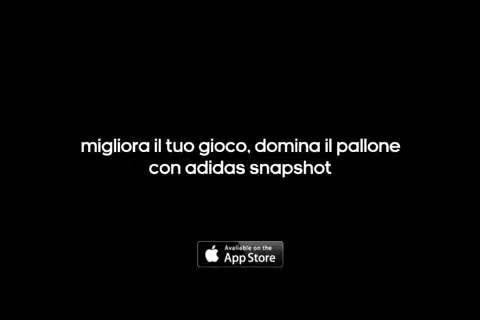 migliora il tuo gioco, domina il pallone
con adidas snapshot
Available on the
App Store